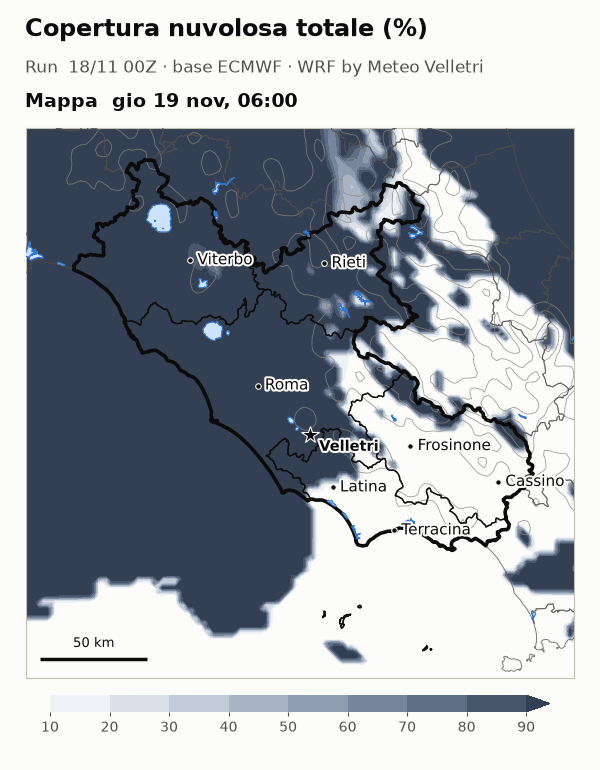 Copertura nuvolosa totale (%)
Run 18/11 00Z · base ECMWF · WRF by Meteo Velletri
Mappa gio 19 nov, 06:00
Viterbo
Rieti
Roma
Velletri
Frosinone
Latina
Cassino
Terracina
50 km
10 20 30 40 50 60 70 80 90